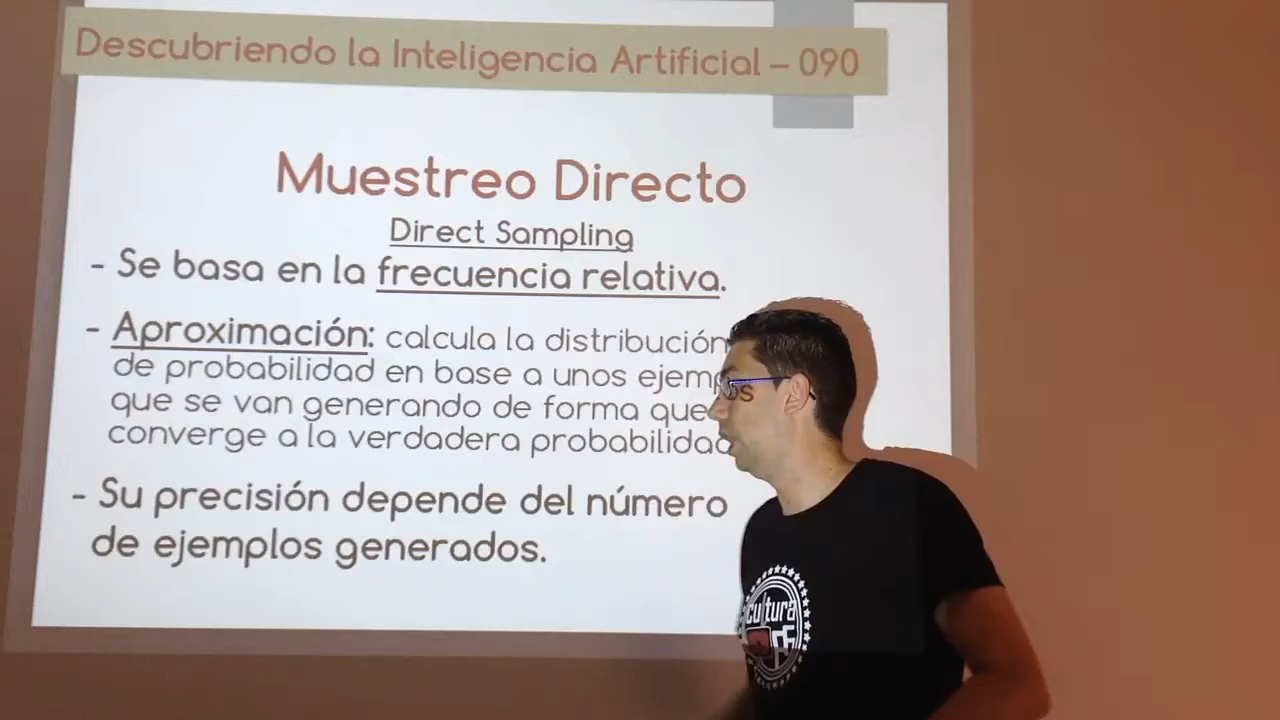 Descubriendo la Inteligencia Artificial – 090
Muestreo Directo
Direct Sampling
- Se basa en la frecuencia relativa.
- Aproximación: calcula la distribución
de probabilidad en base a unos ejemplos
que se van generando de forma que
converge a la verdadera probabilidad
- Su precisión depende del número
de ejemplos generados.
cultura